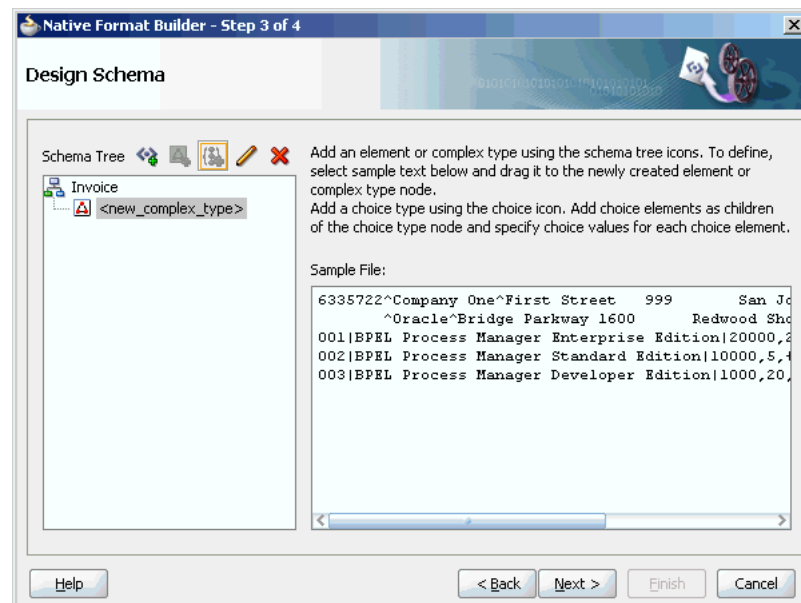 Native Format Builder - Step 3 of 4
Design Schema
Schema Tree
Invoice
<new_complex_type>
Add an element or complex type using the schema tree icons. To define,
select sample text below and drag it to the newly created element or
complex type node.
Add a choice type using the choice icon. Add choice elements as children
of the choice type node and specify choice values for each choice element.
Sample File:
6335722^Company One^First Street   999        San Jo
^Oracle^Bridge Parkway 1600      Redwood Sho
001|BPEL Process Manager Enterprise Edition|20000,2
002|BPEL Process Manager Standard Edition|10000,5,+
003|BPEL Process Manager Developer Edition|1000,20,
Help
< Back
Next >
Finish
Cancel